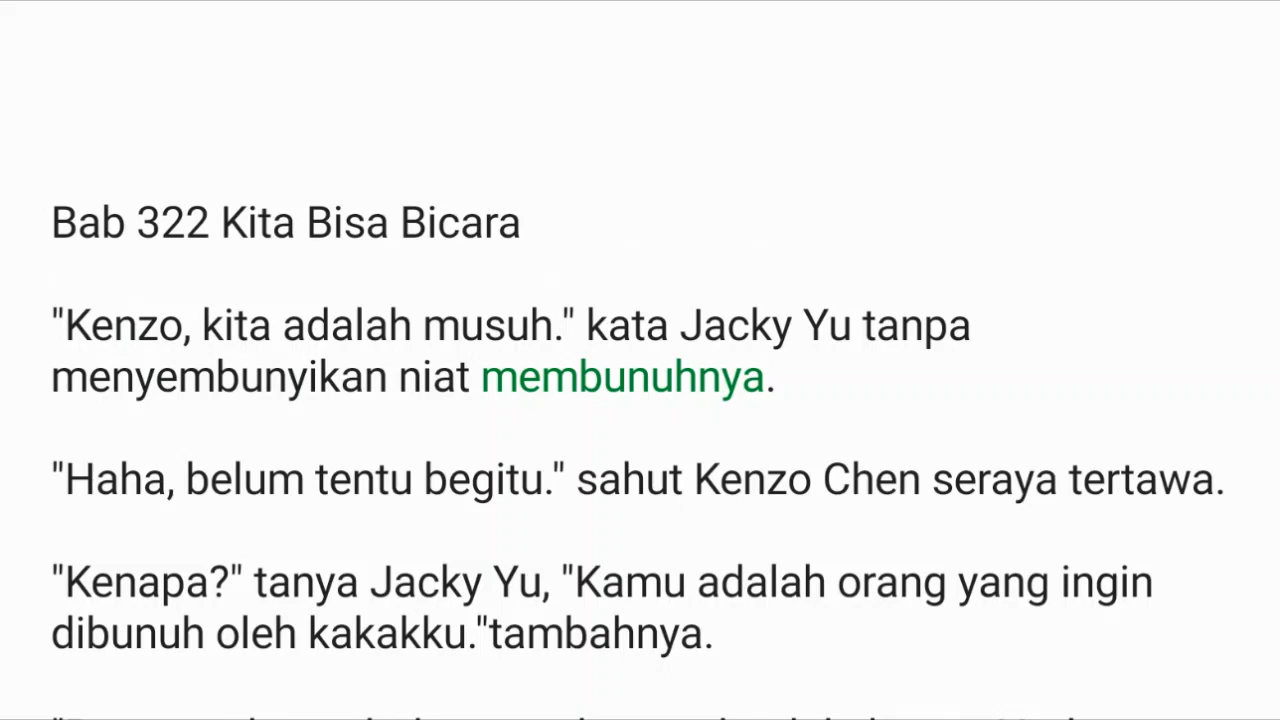 Bab 322 Kita Bisa Bicara
"Kenzo, kita adalah musuh." kata Jacky Yu tanpa
menyembunyikan niat membunuhnya.
"Haha, belum tentu begitu." sahut Kenzo Chen seraya tertawa.
"Kenapa?" tanya Jacky Yu, "Kamu adalah orang yang ingin
dibunuh oleh kakakku."tambahnya.